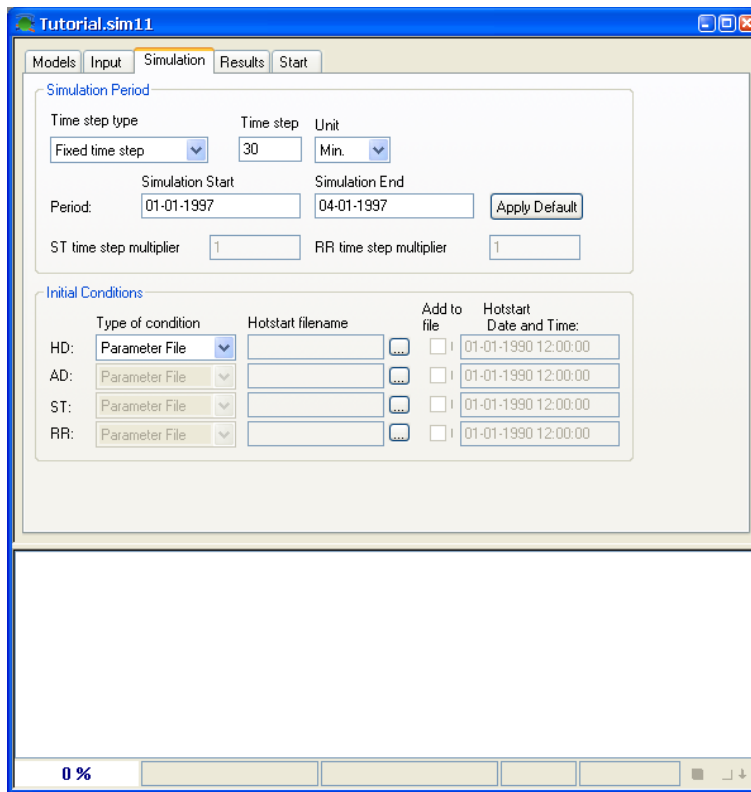 Tutorial.sim11
Models Input Simulation Results Start
Simulation Period
Time step type Time step Unit
Fixed time step 30 Min.
Simulation Start Simulation End
Period: 01-01-1997 04-01-1997 Apply Default
ST time step multiplier 1 RR time step multiplier 1
Initial Conditions
Type of condition Hotstart filename Add to file Hotstart Date and Time:
HD: Parameter File ... 01-01-1990 12:00:00
AD: Parameter File ... 01-01-1990 12:00:00
ST: Parameter File ... 01-01-1990 12:00:00
RR: Parameter File ... 01-01-1990 12:00:00
0 %